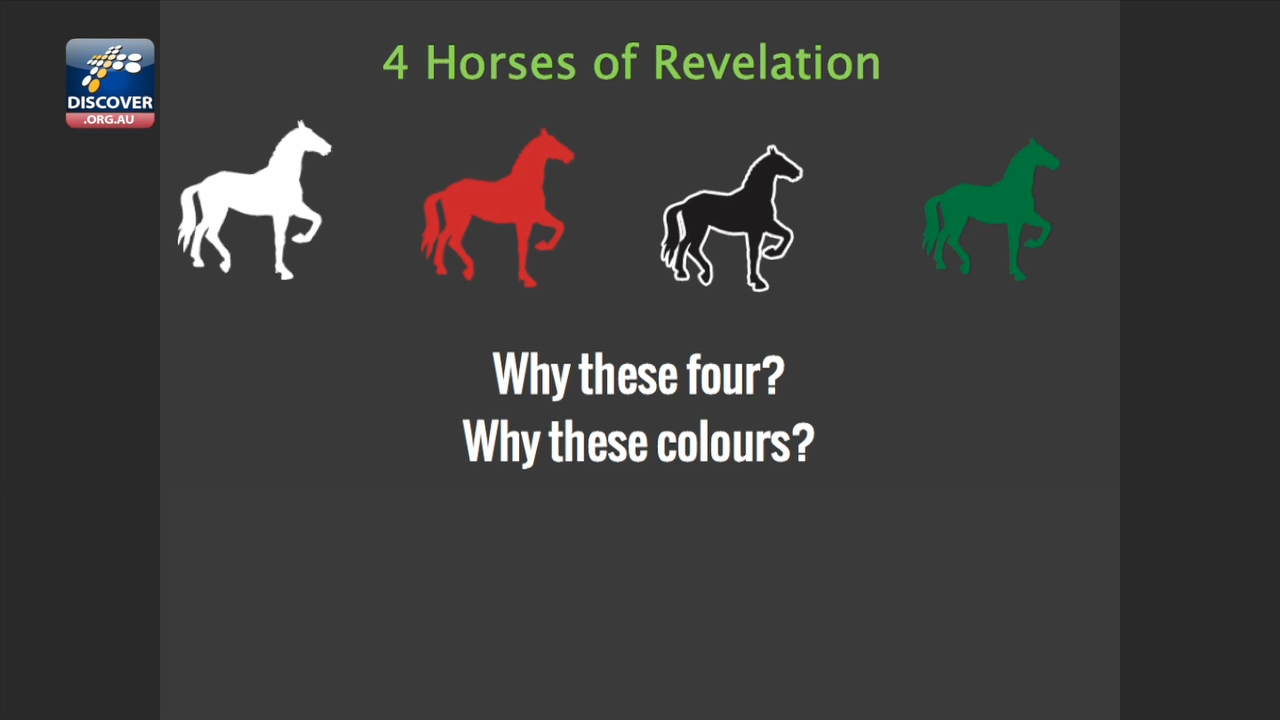 4 Horses of Revelation
DISCOVER
.ORG.AU
Why these four?
Why these colours?